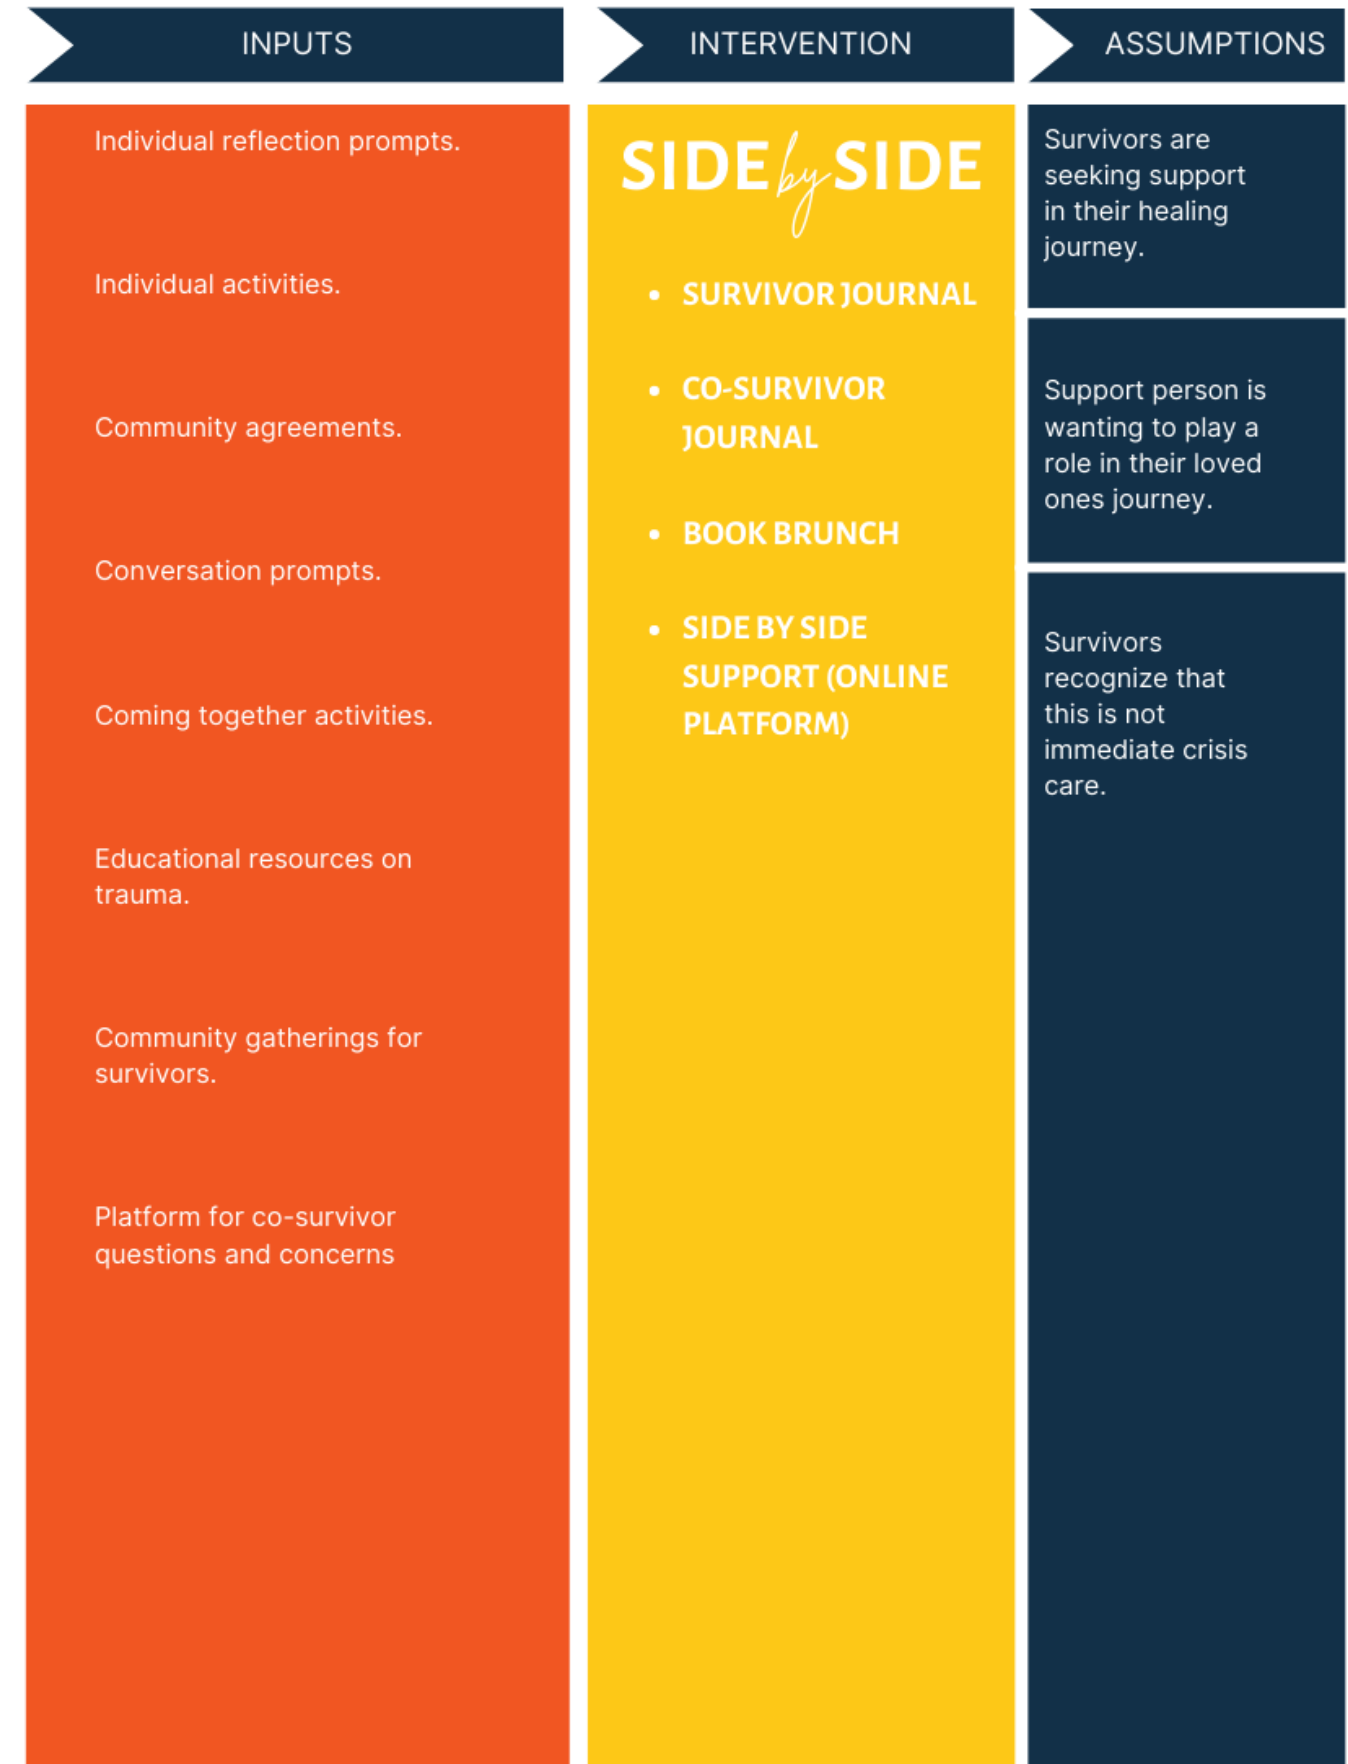 INPUTS
INTERVENTION
ASSUMPTIONS
Individual reflection prompts.
Individual activities.
Community agreements.
Conversation prompts.
Coming together activities.
Educational resources on
trauma.
Community gatherings for
survivors.
Platform for co-survivor
questions and concerns
SIDE by SIDE
• SURVIVOR JOURNAL
• CO-SURVIVOR
JOURNAL
• BOOK BRUNCH
• SIDE BY SIDE
SUPPORT (ONLINE
PLATFORM)
Survivors are
seeking support
in their healing
journey.
Support person is
wanting to play a
role in their loved
ones journey.
Survivors
recognize that
this is not
immediate crisis
care.